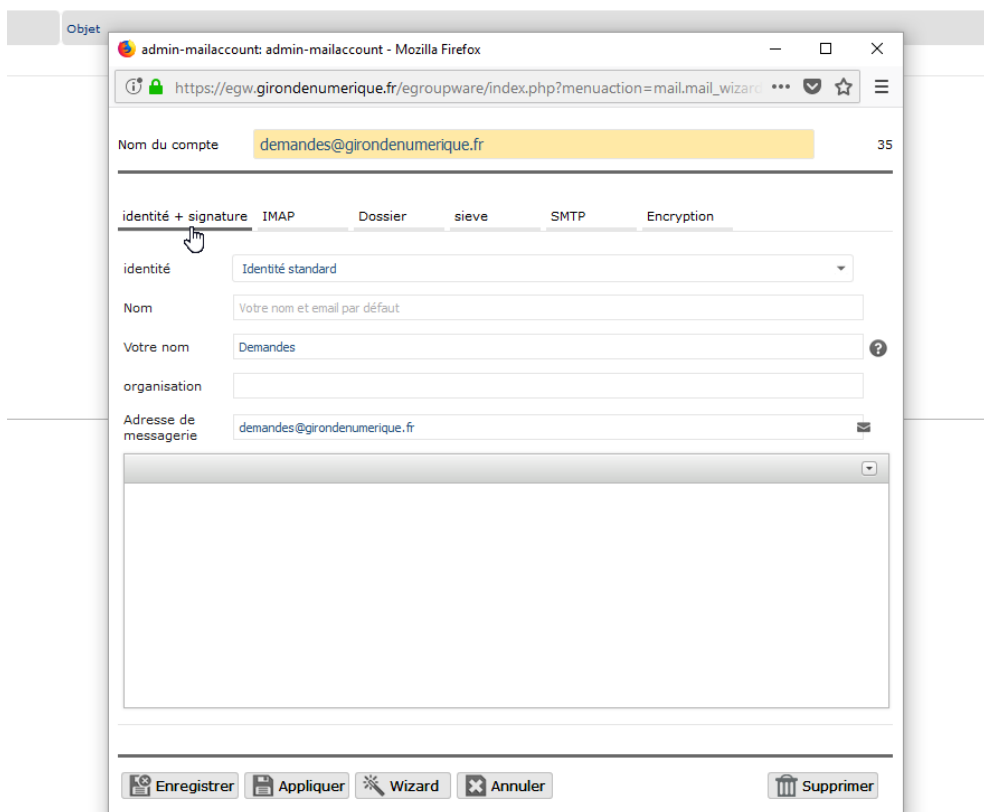 Objet
admin-mailaccount: admin-mailaccount - Mozilla Firefox
https://egw.girondenumerique.fr/egroupware/index.php?menuaction=mail.mail_wizard
Nom du compte demandes@girondenumerique.fr 35
identité + signature IMAP Dossier sieve SMTP Encryption
identité Identité standard
Nom Votre nom et email par défaut
Votre nom Demandes
organisation
Adresse de
messagerie demandes@girondenumerique.fr
Enregistrer Appliquer Wizard Annuler Supprimer